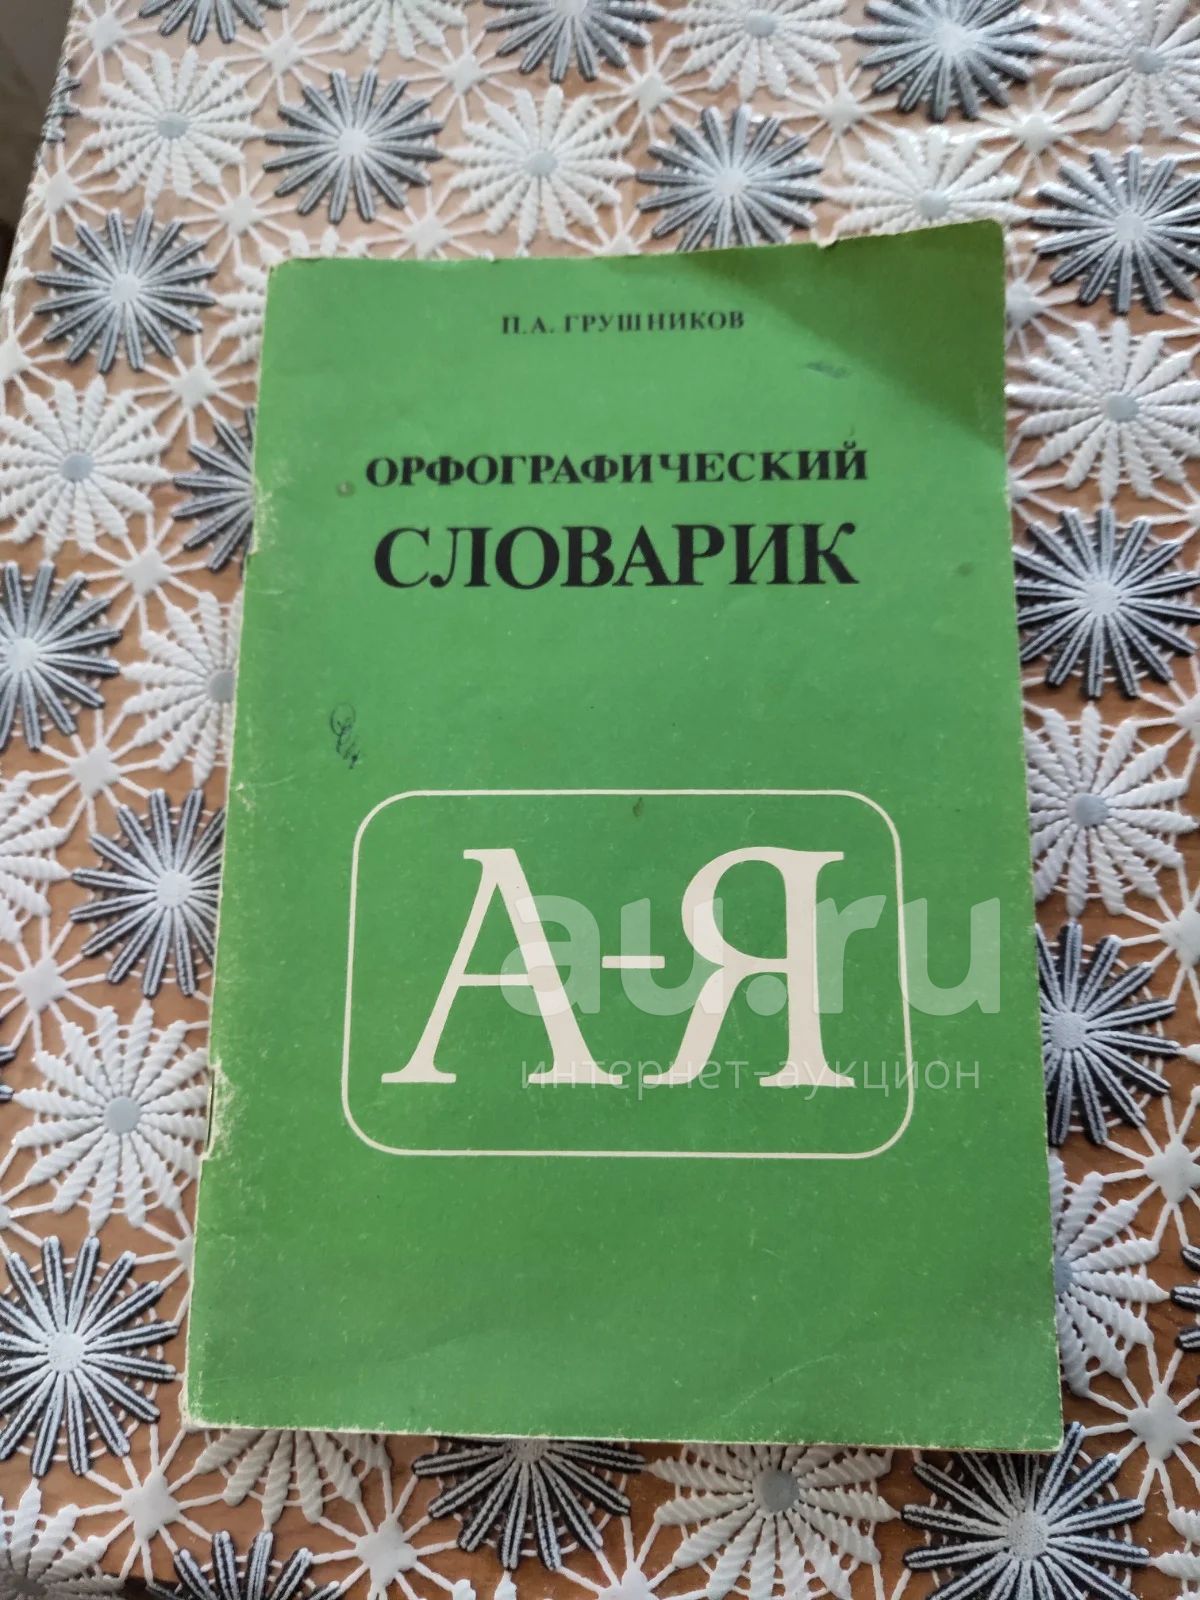 П.А. ГРУШНИКОВ
ОРФОГРАФИЧЕСКИЙ
СЛОВАРИК
А-Я
au.ru
интернет-аукцион